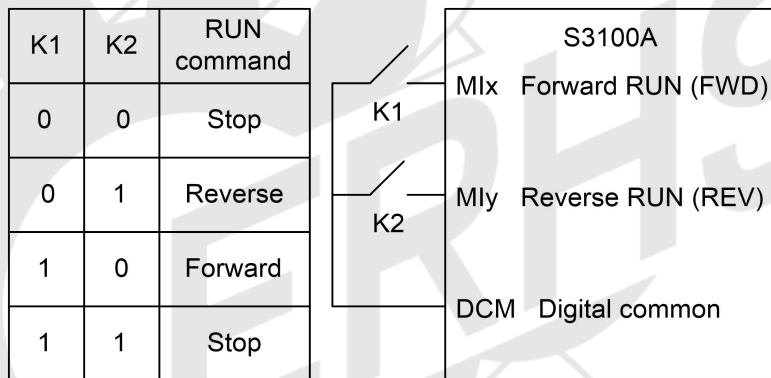 K1 K2 RUN command
0 0 Stop
0 1 Reverse
1 0 Forward
1 1 Stop
S3100A
MIx Forward RUN (FWD)
K1
MIy Reverse RUN (REV)
K2
DCM Digital common